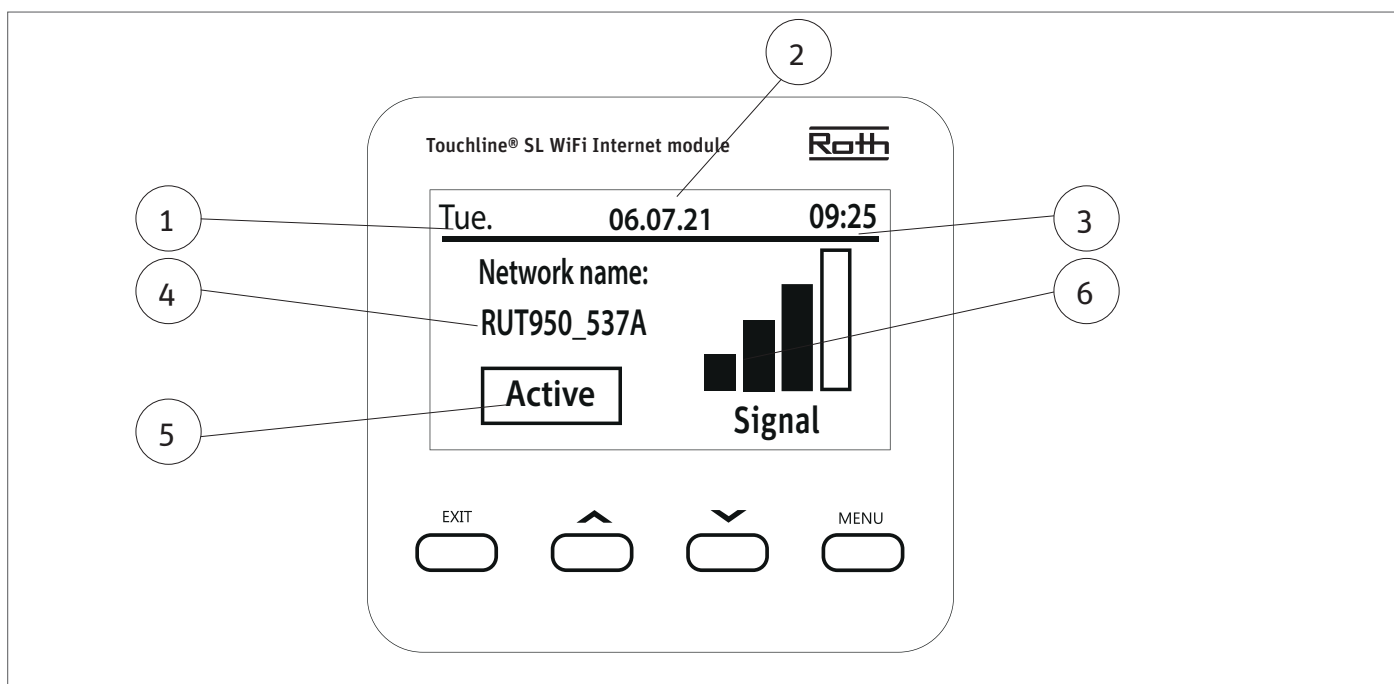 2
Touchline® SL WiFi Internet module Roth
1 Tue. 06.07.21 09:25 3
Network name:
4 RUT950_537A 6
Active
5 Signal
EXIT MENU